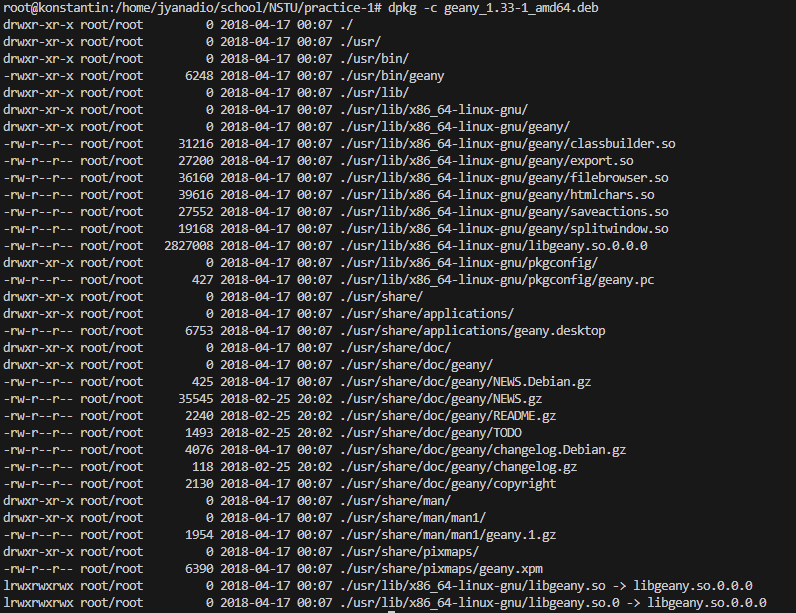 root@konstantin:/home/jyanadio/school/NSTU/practice-1# dpkg -c geany_1.33-1_amd64.deb
drwxr-xr-x root/root         0 2018-04-17 00:07 ./
drwxr-xr-x root/root         0 2018-04-17 00:07 ./usr/
drwxr-xr-x root/root         0 2018-04-17 00:07 ./usr/bin/
-rwxr-xr-x root/root      6248 2018-04-17 00:07 ./usr/bin/geany
drwxr-xr-x root/root         0 2018-04-17 00:07 ./usr/lib/
drwxr-xr-x root/root         0 2018-04-17 00:07 ./usr/lib/x86_64-linux-gnu/
drwxr-xr-x root/root         0 2018-04-17 00:07 ./usr/lib/x86_64-linux-gnu/geany/
-rw-r--r-- root/root     31216 2018-04-17 00:07 ./usr/lib/x86_64-linux-gnu/geany/classbuilder.so
-rw-r--r-- root/root     27200 2018-04-17 00:07 ./usr/lib/x86_64-linux-gnu/geany/export.so
-rw-r--r-- root/root     36160 2018-04-17 00:07 ./usr/lib/x86_64-linux-gnu/geany/filebrowser.so
-rw-r--r-- root/root     39616 2018-04-17 00:07 ./usr/lib/x86_64-linux-gnu/geany/htmlchars.so
-rw-r--r-- root/root     27552 2018-04-17 00:07 ./usr/lib/x86_64-linux-gnu/geany/saveactions.so
-rw-r--r-- root/root     19168 2018-04-17 00:07 ./usr/lib/x86_64-linux-gnu/geany/splitwindow.so
-rw-r--r-- root/root   2827008 2018-04-17 00:07 ./usr/lib/x86_64-linux-gnu/libgeany.so.0.0.0
drwxr-xr-x root/root         0 2018-04-17 00:07 ./usr/lib/x86_64-linux-gnu/pkgconfig/
-rw-r--r-- root/root       427 2018-04-17 00:07 ./usr/lib/x86_64-linux-gnu/pkgconfig/geany.pc
drwxr-xr-x root/root         0 2018-04-17 00:07 ./usr/share/
drwxr-xr-x root/root         0 2018-04-17 00:07 ./usr/share/applications/
-rw-r--r-- root/root      6753 2018-04-17 00:07 ./usr/share/applications/geany.desktop
drwxr-xr-x root/root         0 2018-04-17 00:07 ./usr/share/doc/
drwxr-xr-x root/root         0 2018-04-17 00:07 ./usr/share/doc/geany/
-rw-r--r-- root/root       425 2018-04-17 00:07 ./usr/share/doc/geany/NEWS.Debian.gz
-rw-r--r-- root/root     35545 2018-02-25 20:02 ./usr/share/doc/geany/NEWS.gz
-rw-r--r-- root/root      2240 2018-02-25 20:02 ./usr/share/doc/geany/README.gz
-rw-r--r-- root/root      1493 2018-02-25 20:02 ./usr/share/doc/geany/TODO
-rw-r--r-- root/root      4076 2018-04-17 00:07 ./usr/share/doc/geany/changelog.Debian.gz
-rw-r--r-- root/root       118 2018-02-25 20:02 ./usr/share/doc/geany/changelog.gz
-rw-r--r-- root/root      2130 2018-04-17 00:07 ./usr/share/doc/geany/copyright
drwxr-xr-x root/root         0 2018-04-17 00:07 ./usr/share/man/
drwxr-xr-x root/root         0 2018-04-17 00:07 ./usr/share/man/man1/
-rw-r--r-- root/root      1954 2018-04-17 00:07 ./usr/share/man/man1/geany.1.gz
drwxr-xr-x root/root         0 2018-04-17 00:07 ./usr/share/pixmaps/
-rw-r--r-- root/root      6390 2018-04-17 00:07 ./usr/share/pixmaps/geany.xpm
lrwxrwxrwx root/root         0 2018-04-17 00:07 ./usr/lib/x86_64-linux-gnu/libgeany.so -> libgeany.so.0.0.0
lrwxrwxrwx root/root         0 2018-04-17 00:07 ./usr/lib/x86_64-linux-gnu/libgeany.so.0 -> libgeany.so.0.0.0